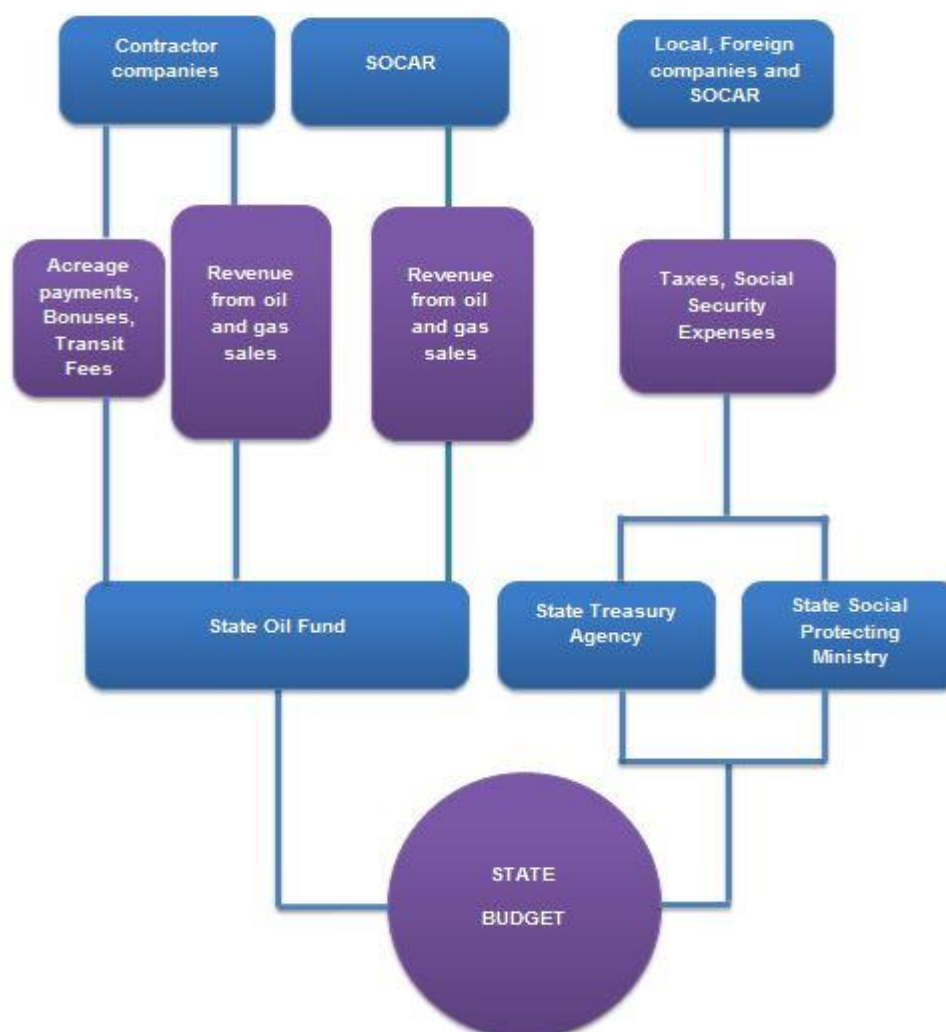 Contractor
companies
SOCAR
Local, Foreign
companies and
SOCAR
Acreage
payments,
Bonuses,
Transit
Fees
Revenue
from oil
and gas
sales
Revenue
from oil
and gas
sales
Taxes, Social
Security
Expenses
State Oil Fund
State Treasury
Agency
State Social
Protecting
Ministry
STATE
BUDGET